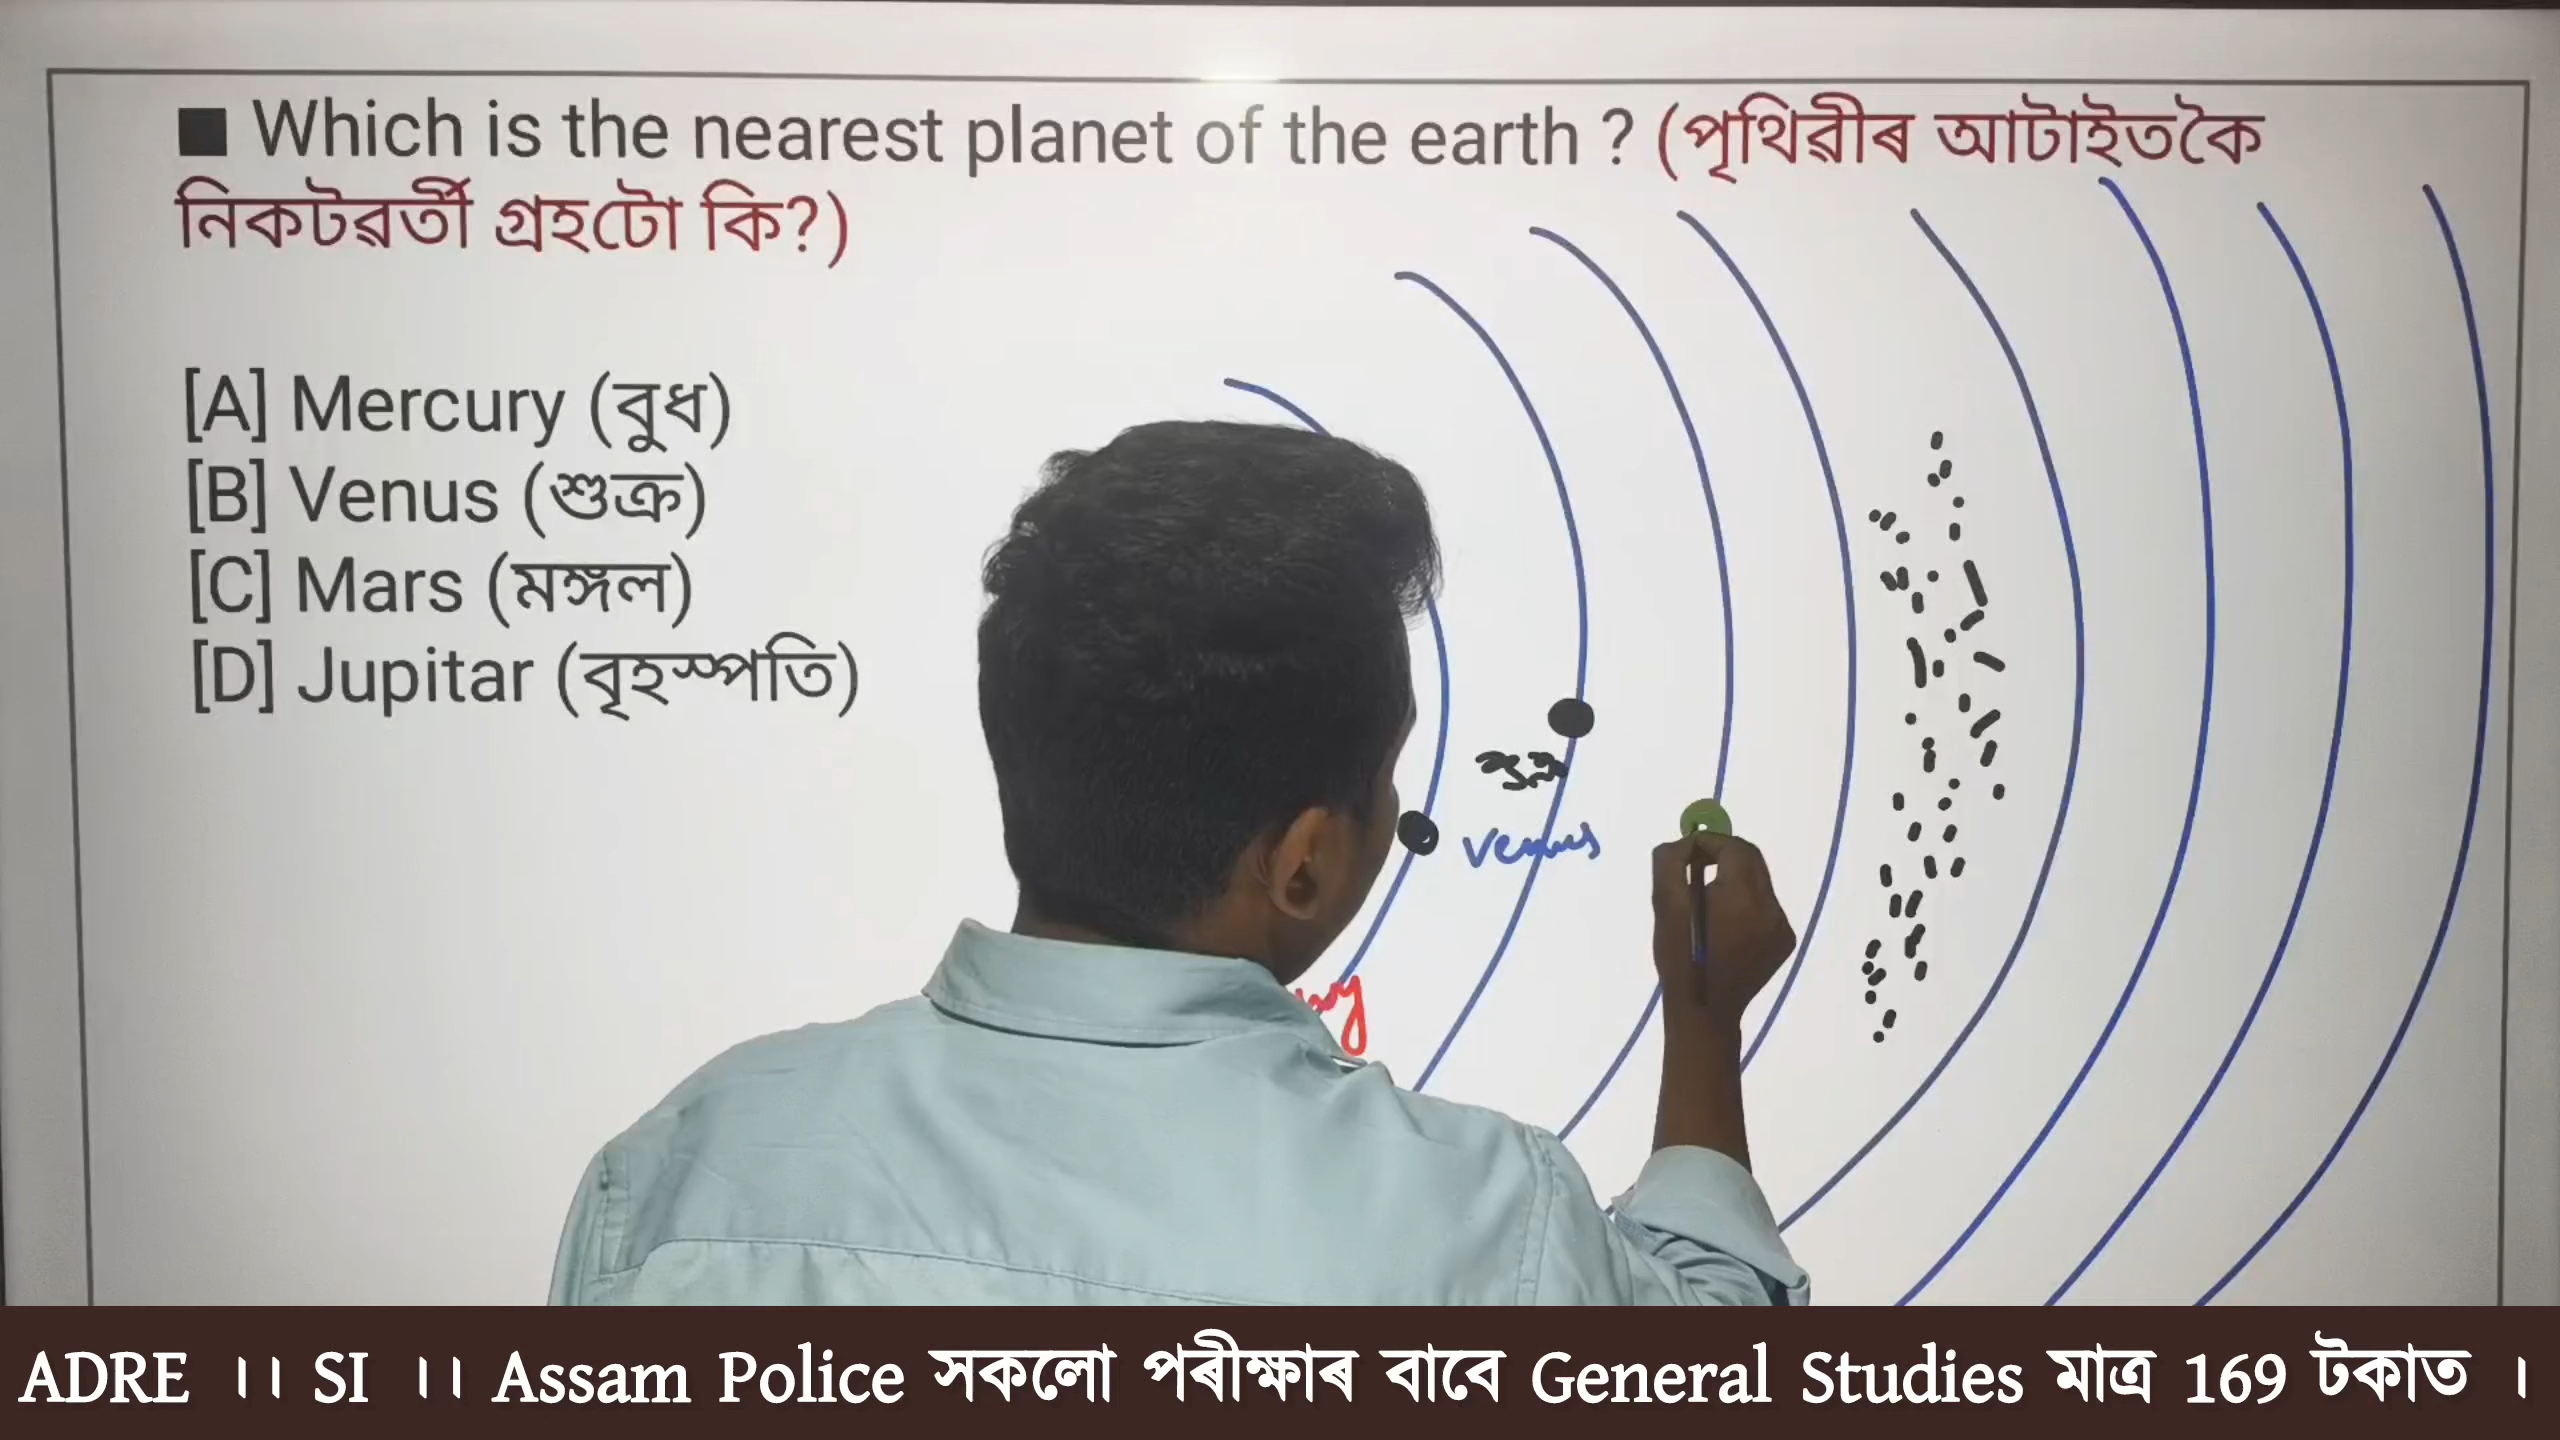 ■ Which is the nearest planet of the earth ? (পৃথিৱীৰ আটাইতকৈ
নিকটৱৰ্তী গ্ৰহটো কি?)
[A] Mercury (বুধ)
[B] Venus (শুক্ৰ)
[C] Mars (মঙ্গল)
[D] Jupitar (বৃহস্পতি)
শুক্ৰ
venus
ADRE ।। SI ।। Assam Police সকলো পৰীক্ষাৰ বাবে General Studies মাত্ৰ 169 টকাত ।